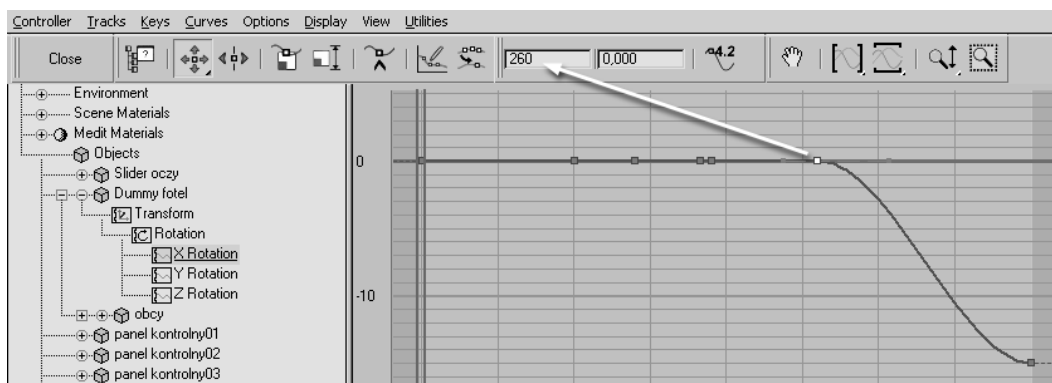 Controller Tracks Keys Curves Options Display View Utilities
Close ? 260 0,000 4.2
Environment
Scene Materials
Medit Materials
Objects
Slider oczy
Dummy fotel
Transform
Rotation
X Rotation
Y Rotation
Z Rotation
obcy
panel kontrolny01
panel kontrolny02
panel kontrolny03
0
-10